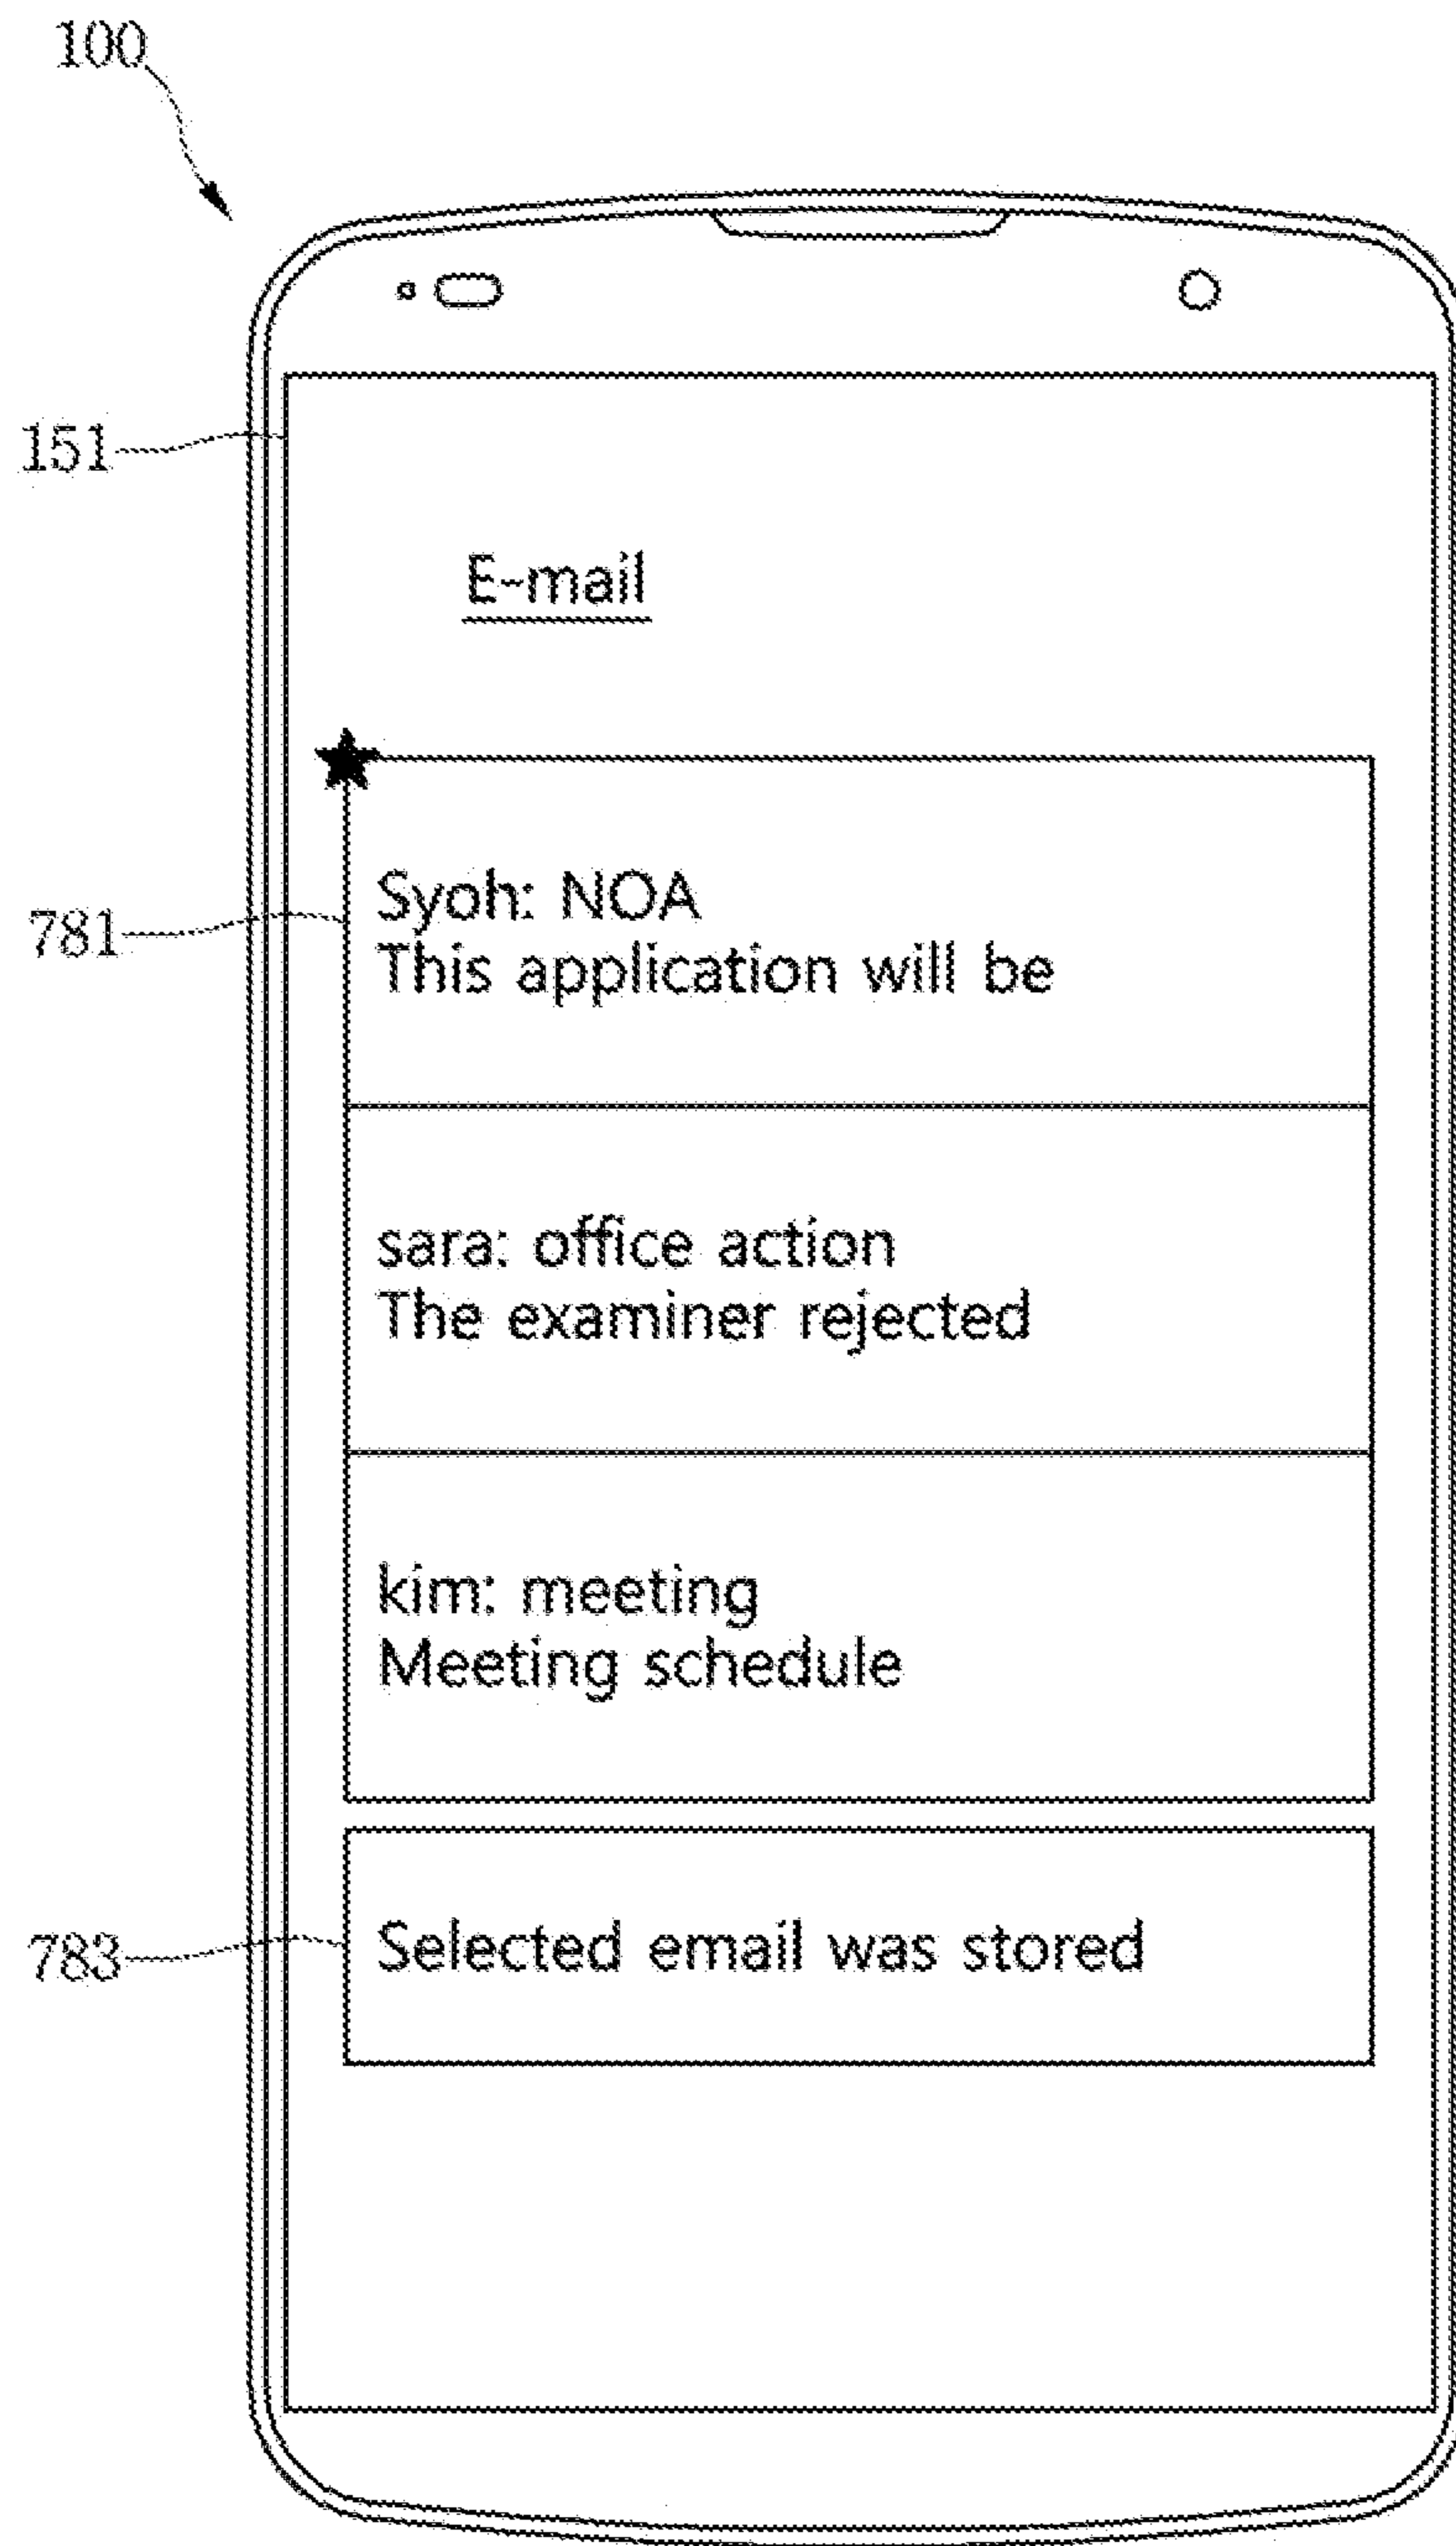 100
151
E-mail
781
Syoh: NOA
This application will be
sara: office action
The examiner rejected
kim: meeting
Meeting schedule
783
Selected email was stored